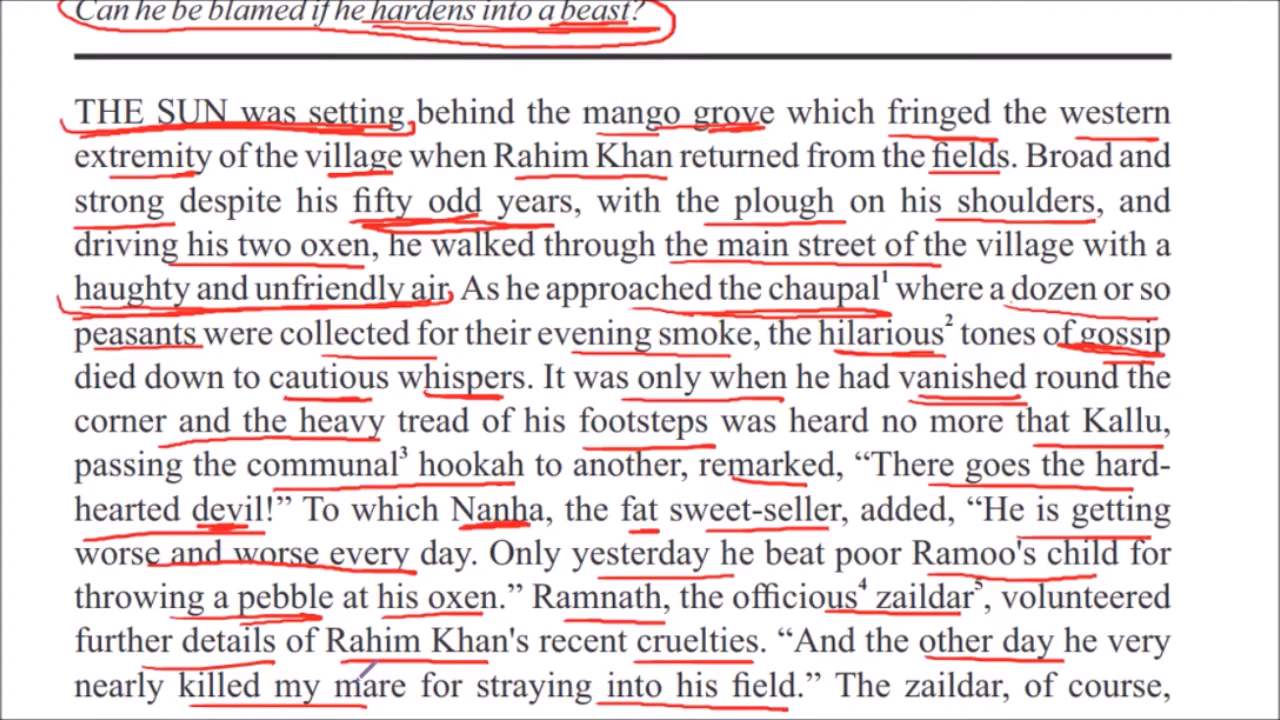 Can he be blamed if he hardens into a beast?
THE SUN was setting behind the mango grove which fringed the western
extremity of the village when Rahim Khan returned from the fields. Broad and
strong despite his fifty odd years, with the plough on his shoulders, and
driving his two oxen, he walked through the main street of the village with a
haughty and unfriendly air. As he approached the chaupal¹ where a dozen or so
peasants were collected for their evening smoke, the hilarious² tones of gossip
died down to cautious whispers. It was only when he had vanished round the
corner and the heavy tread of his footsteps was heard no more that Kallu,
passing the communal³ hookah to another, remarked, “There goes the hard-
hearted devil!” To which Nanha, the fat sweet-seller, added, “He is getting
worse and worse every day. Only yesterday he beat poor Ramoo's child for
throwing a pebble at his oxen.” Ramnath, the officious⁴ zaildar⁵, volunteered
further details of Rahim Khan's recent cruelties. “And the other day he very
nearly killed my mare for straying into his field.” The zaildar, of course,